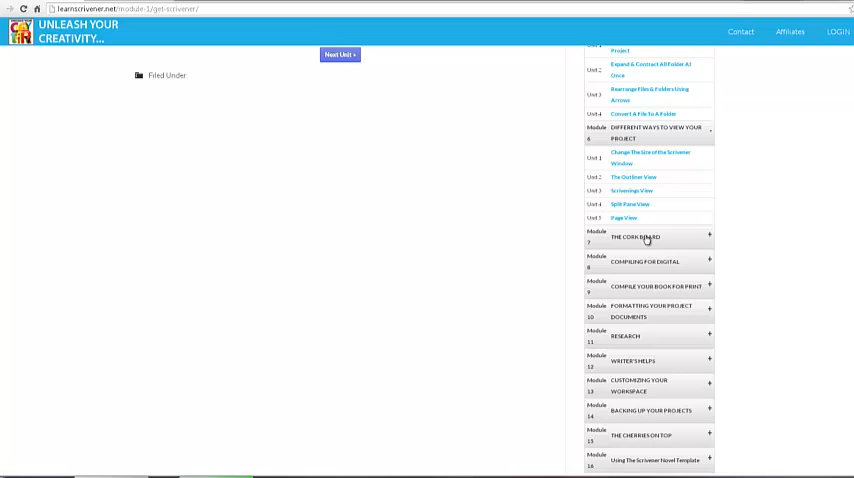 learnscrivener.net/module-1/get-scrivener/
UNLEASH YOUR
CREATIVITY...
Contact
Affiliates
LOGIN
Next Unit »
Filed Under
Project
Unit 2 Expand & Contract All Folder At
Once
Unit 3 Rearrange Files & Folders Using
Arrows
Unit 4 Convert A File To A Folder
Module 6 DIFFERENT WAYS TO VIEW YOUR
PROJECT
-
Unit 1 Change The Size of the Scrivener
Window
Unit 2 The Outliner View
Unit 3 Scrivenings View
Unit 4 Split Pane View
Unit 5 Page View
Module 7 THE CORK BOARD +
Module 8 COMPILING FOR DIGITAL +
Module 9 COMPILE YOUR BOOK FOR PRINT +
Module 10 FORMATTING YOUR PROJECT
DOCUMENTS +
Module 11 RESEARCH +
Module 12 WRITER'S HELPS +
Module 13 CUSTOMIZING YOUR
WORKSPACE +
Module 14 BACKING UP YOUR PROJECTS +
Module 15 THE CHERRIES ON TOP +
Module 16 Using The Scrivener Novel Template +